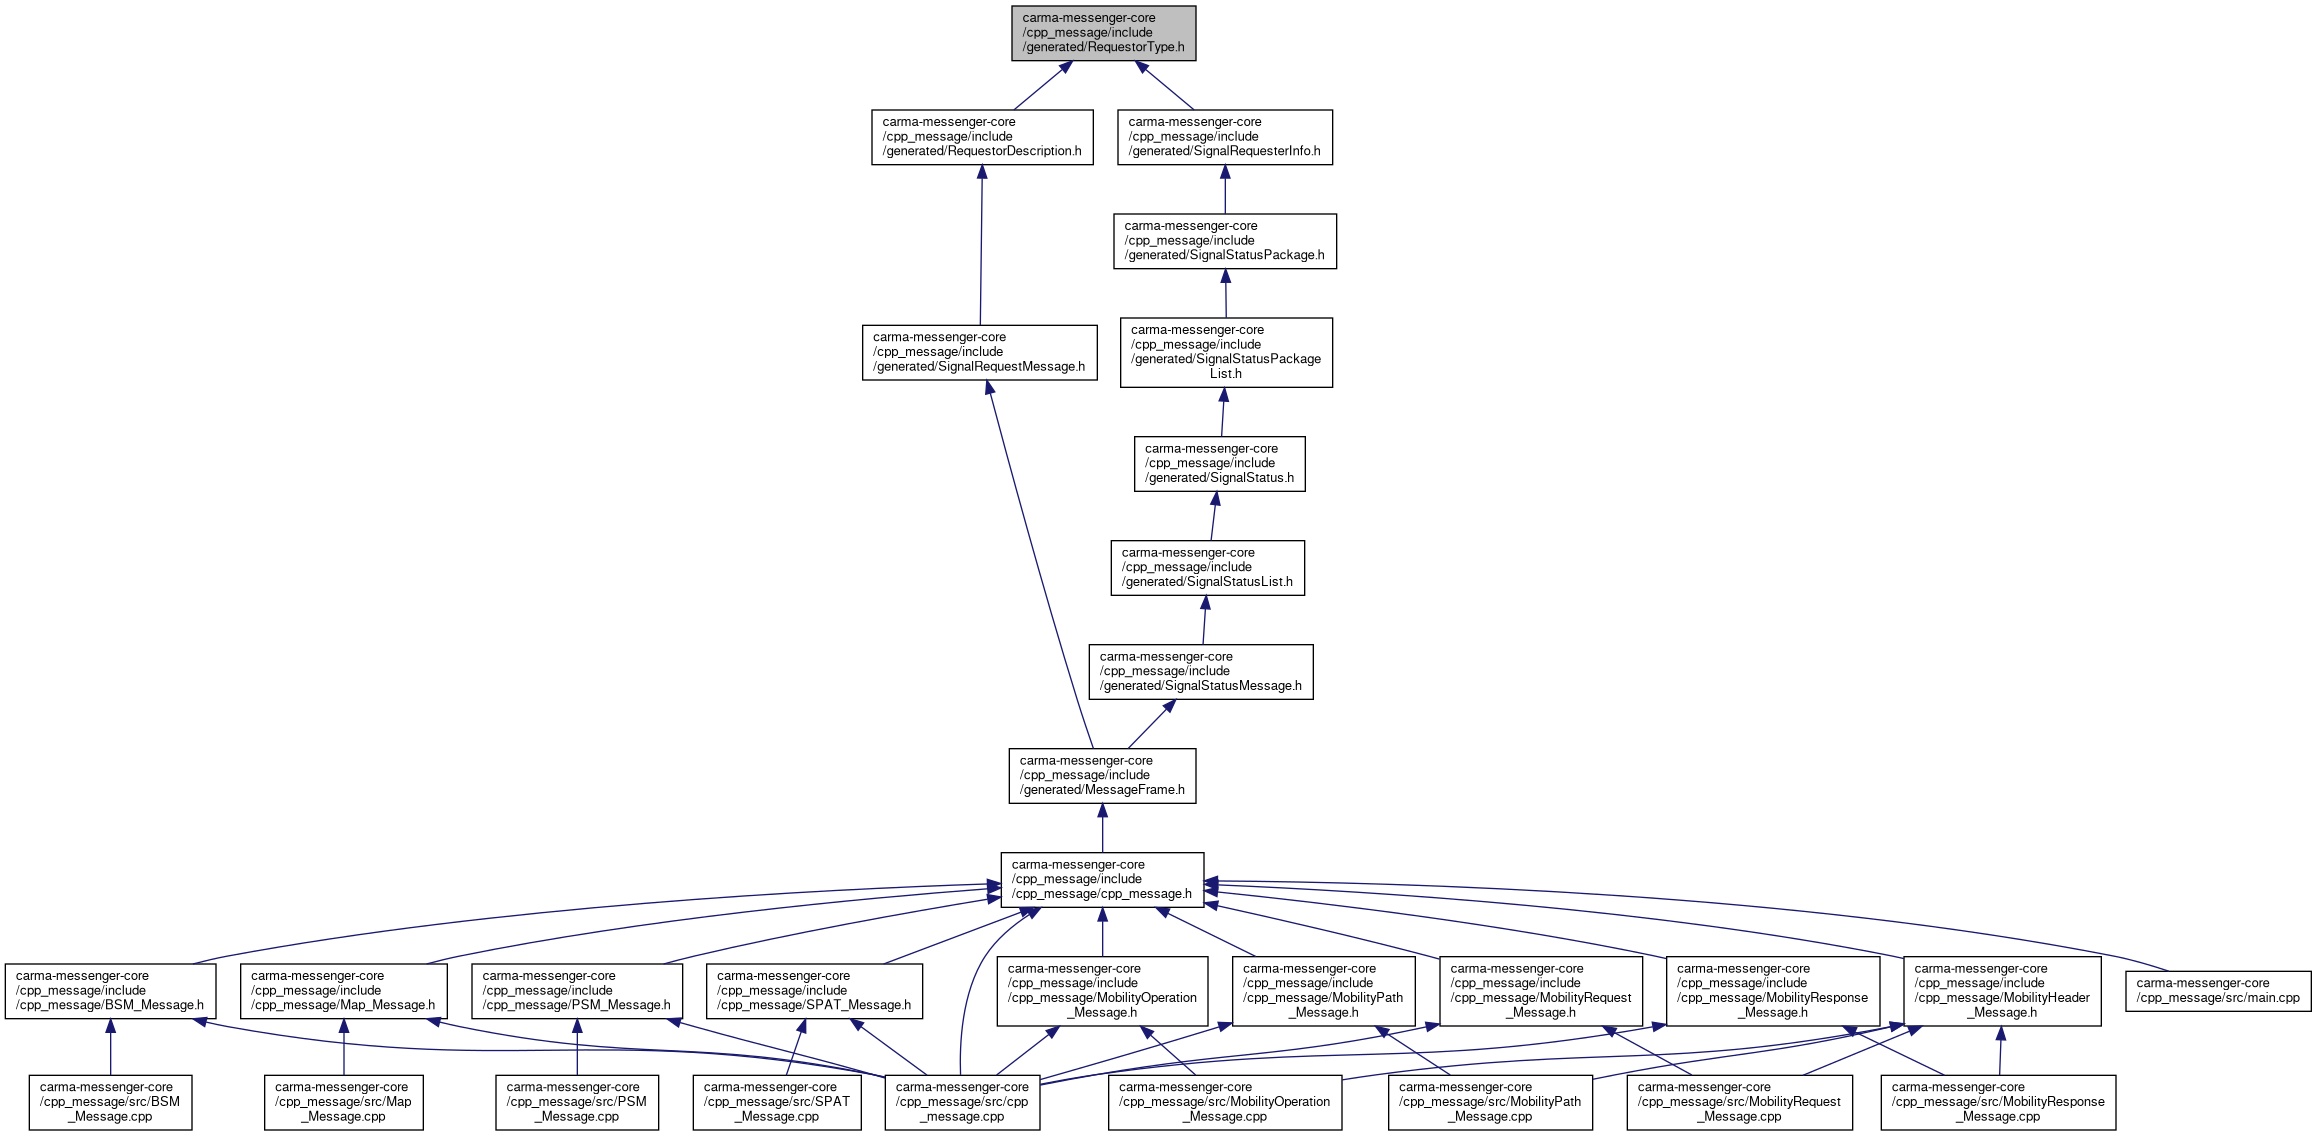 carma-messenger-core
/cpp_message/include
/generated/RequestorType.h
carma-messenger-core
/cpp_message/include
/generated/RequestorDescription.h
carma-messenger-core
/cpp_message/include
/generated/SignalRequesterInfo.h
carma-messenger-core
/cpp_message/include
/generated/SignalStatusPackage.h
carma-messenger-core
/cpp_message/include
/generated/SignalRequestMessage.h
carma-messenger-core
/cpp_message/include
/generated/SignalStatusPackage
List.h
carma-messenger-core
/cpp_message/include
/generated/SignalStatus.h
carma-messenger-core
/cpp_message/include
/generated/SignalStatusList.h
carma-messenger-core
/cpp_message/include
/generated/SignalStatusMessage.h
carma-messenger-core
/cpp_message/include
/generated/MessageFrame.h
carma-messenger-core
/cpp_message/include
/cpp_message/cpp_message.h
carma-messenger-core
/cpp_message/include
/cpp_message/BSM_Message.h
carma-messenger-core
/cpp_message/include
/cpp_message/Map_Message.h
carma-messenger-core
/cpp_message/include
/cpp_message/PSM_Message.h
carma-messenger-core
/cpp_message/include
/cpp_message/SPAT_Message.h
carma-messenger-core
/cpp_message/include
/cpp_message/MobilityOperation
_Message.h
carma-messenger-core
/cpp_message/include
/cpp_message/MobilityPath
_Message.h
carma-messenger-core
/cpp_message/include
/cpp_message/MobilityRequest
_Message.h
carma-messenger-core
/cpp_message/include
/cpp_message/MobilityResponse
_Message.h
carma-messenger-core
/cpp_message/include
/cpp_message/MobilityHeader
_Message.h
carma-messenger-core
/cpp_message/src/main.cpp
carma-messenger-core
/cpp_message/src/BSM
_Message.cpp
carma-messenger-core
/cpp_message/src/Map
_Message.cpp
carma-messenger-core
/cpp_message/src/PSM
_Message.cpp
carma-messenger-core
/cpp_message/src/SPAT
_Message.cpp
carma-messenger-core
/cpp_message/src/cpp
_message.cpp
carma-messenger-core
/cpp_message/src/MobilityOperation
_Message.cpp
carma-messenger-core
/cpp_message/src/MobilityPath
_Message.cpp
carma-messenger-core
/cpp_message/src/MobilityRequest
_Message.cpp
carma-messenger-core
/cpp_message/src/MobilityResponse
_Message.cpp